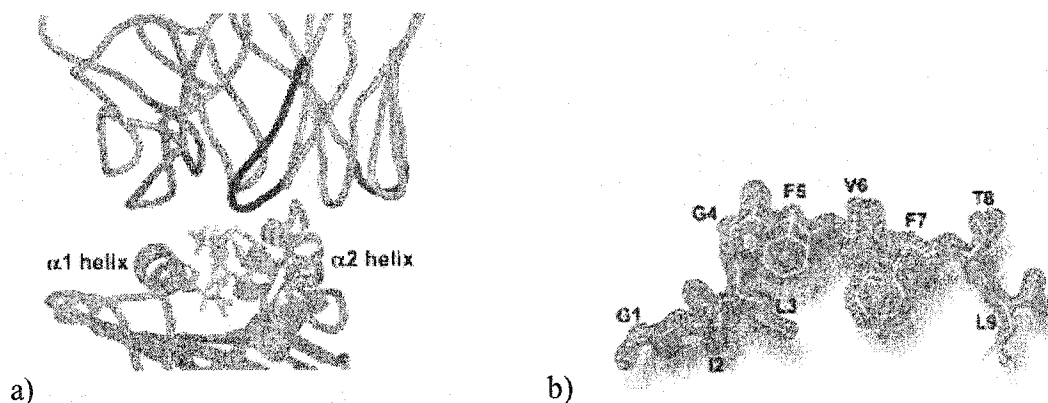 α1 helix
α2 helix
a)
G1
I2
L3
G4
F5
V6
F7
T8
L9
b)